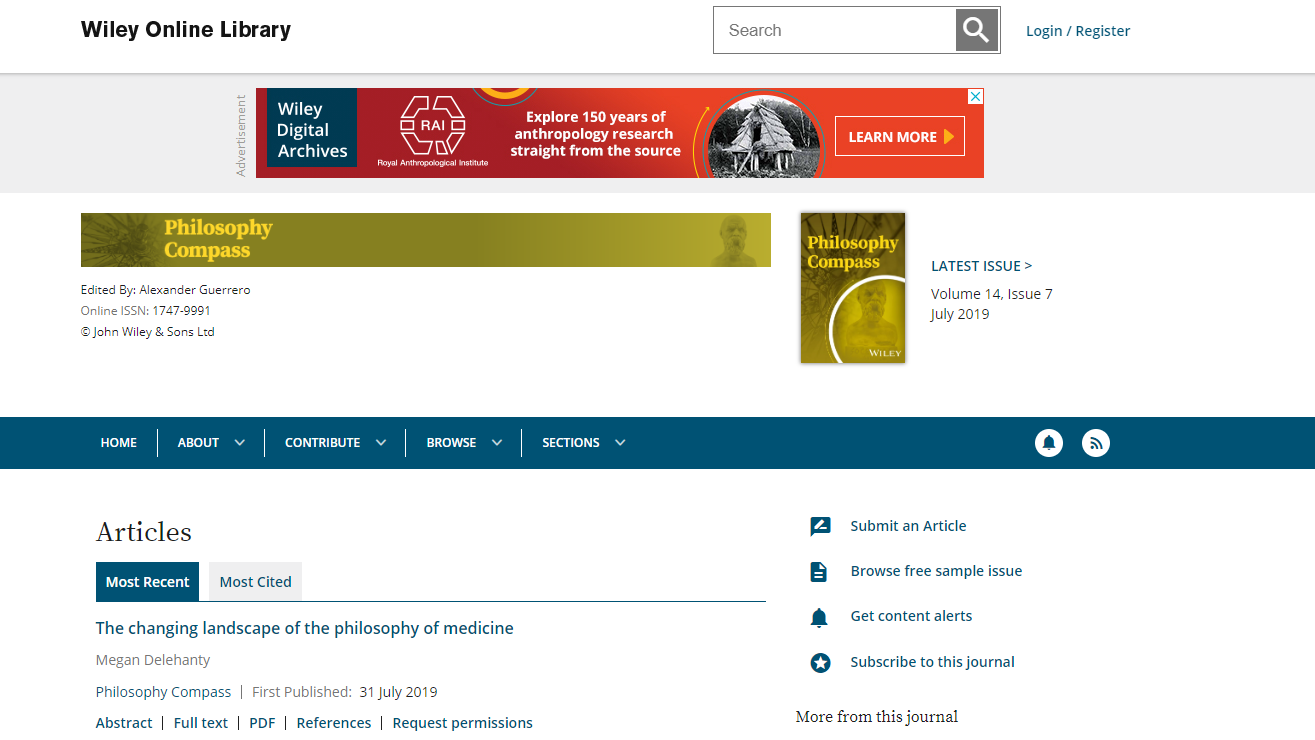 Wiley Online Library
Search
Login / Register
Advertisement
Wiley
Digital
Archives
RAI
Royal Anthropological Institute
Explore 150 years of
anthropology research
straight from the source
LEARN MORE
Philosophy
Compass
Edited By: Alexander Guerrero
Online ISSN: 1747-9991
© John Wiley & Sons Ltd
Philosophy
Compass
WILEY
LATEST ISSUE >
Volume 14, Issue 7
July 2019
HOME
ABOUT
CONTRIBUTE
BROWSE
SECTIONS
Articles
Most Recent
Most Cited
The changing landscape of the philosophy of medicine
Megan Delehanty
Philosophy Compass | First Published: 31 July 2019
Abstract | Full text | PDF | References | Request permissions
Submit an Article
Browse free sample issue
Get content alerts
Subscribe to this journal
More from this journal